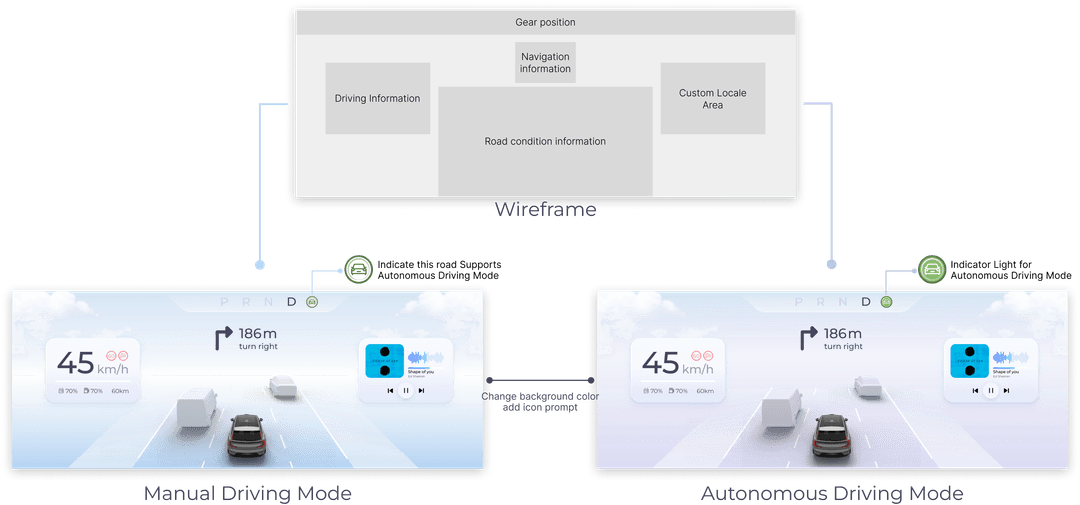 Gear position
Navigation
information
Driving Information
Custom Locale
Area
Road condition information
Wireframe
Indicate this road Supports
Autonomous Driving Mode
Indicator Light for
Autonomous Driving Mode
P R N D
186m
turn right
45
km/h
70%
70%
60km
Shape of you
P R N D
186m
turn right
45
km/h
70%
70%
60km
Shape of you
Change background color
add icon prompt
Manual Driving Mode
Autonomous Driving Mode